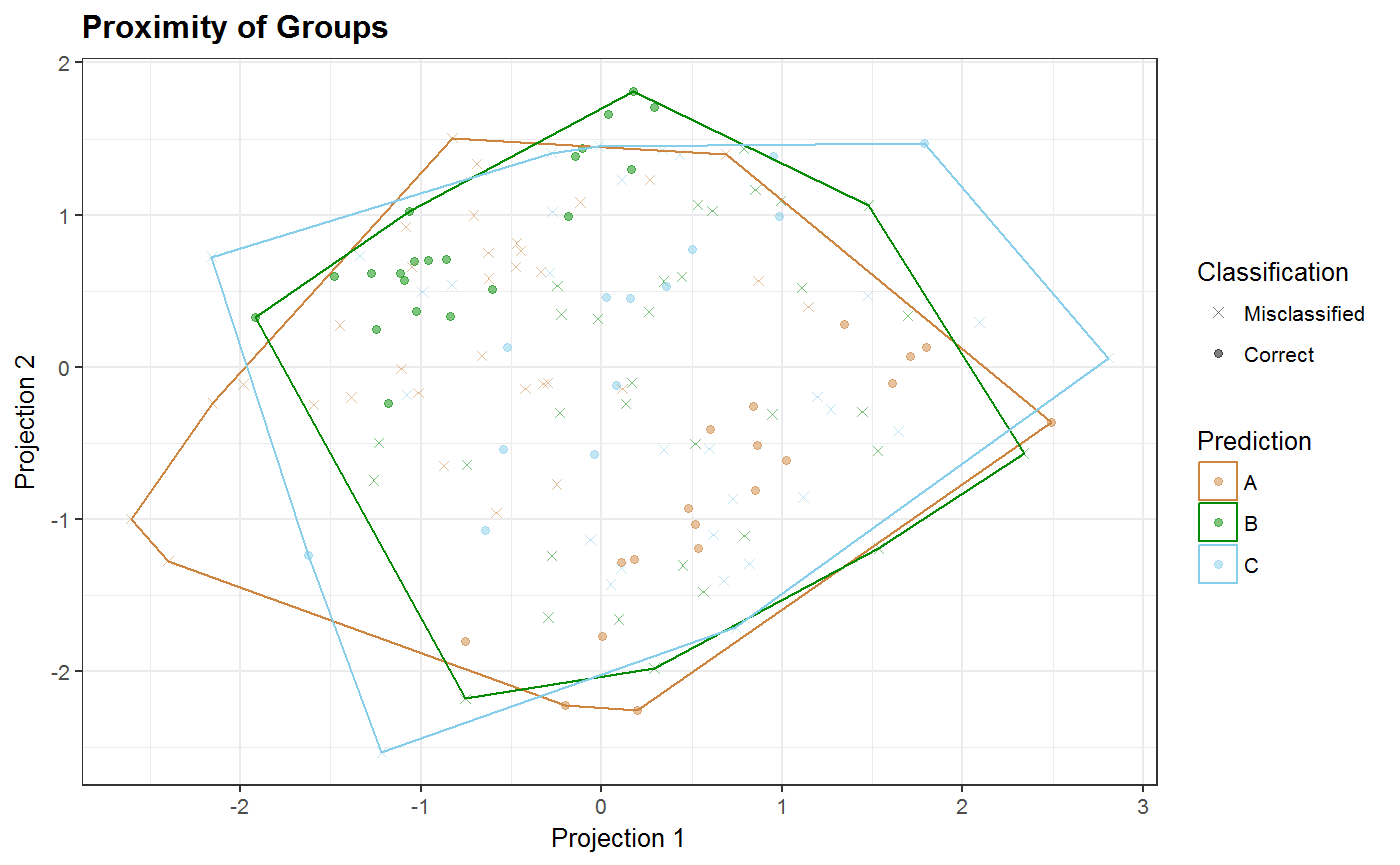 Proximity of Groups
2
1
0
-1
-2
Projection 2
-2
-1
0
1
2
3
Projection 1
Classification
Misclassified
Correct
Prediction
A
B
C